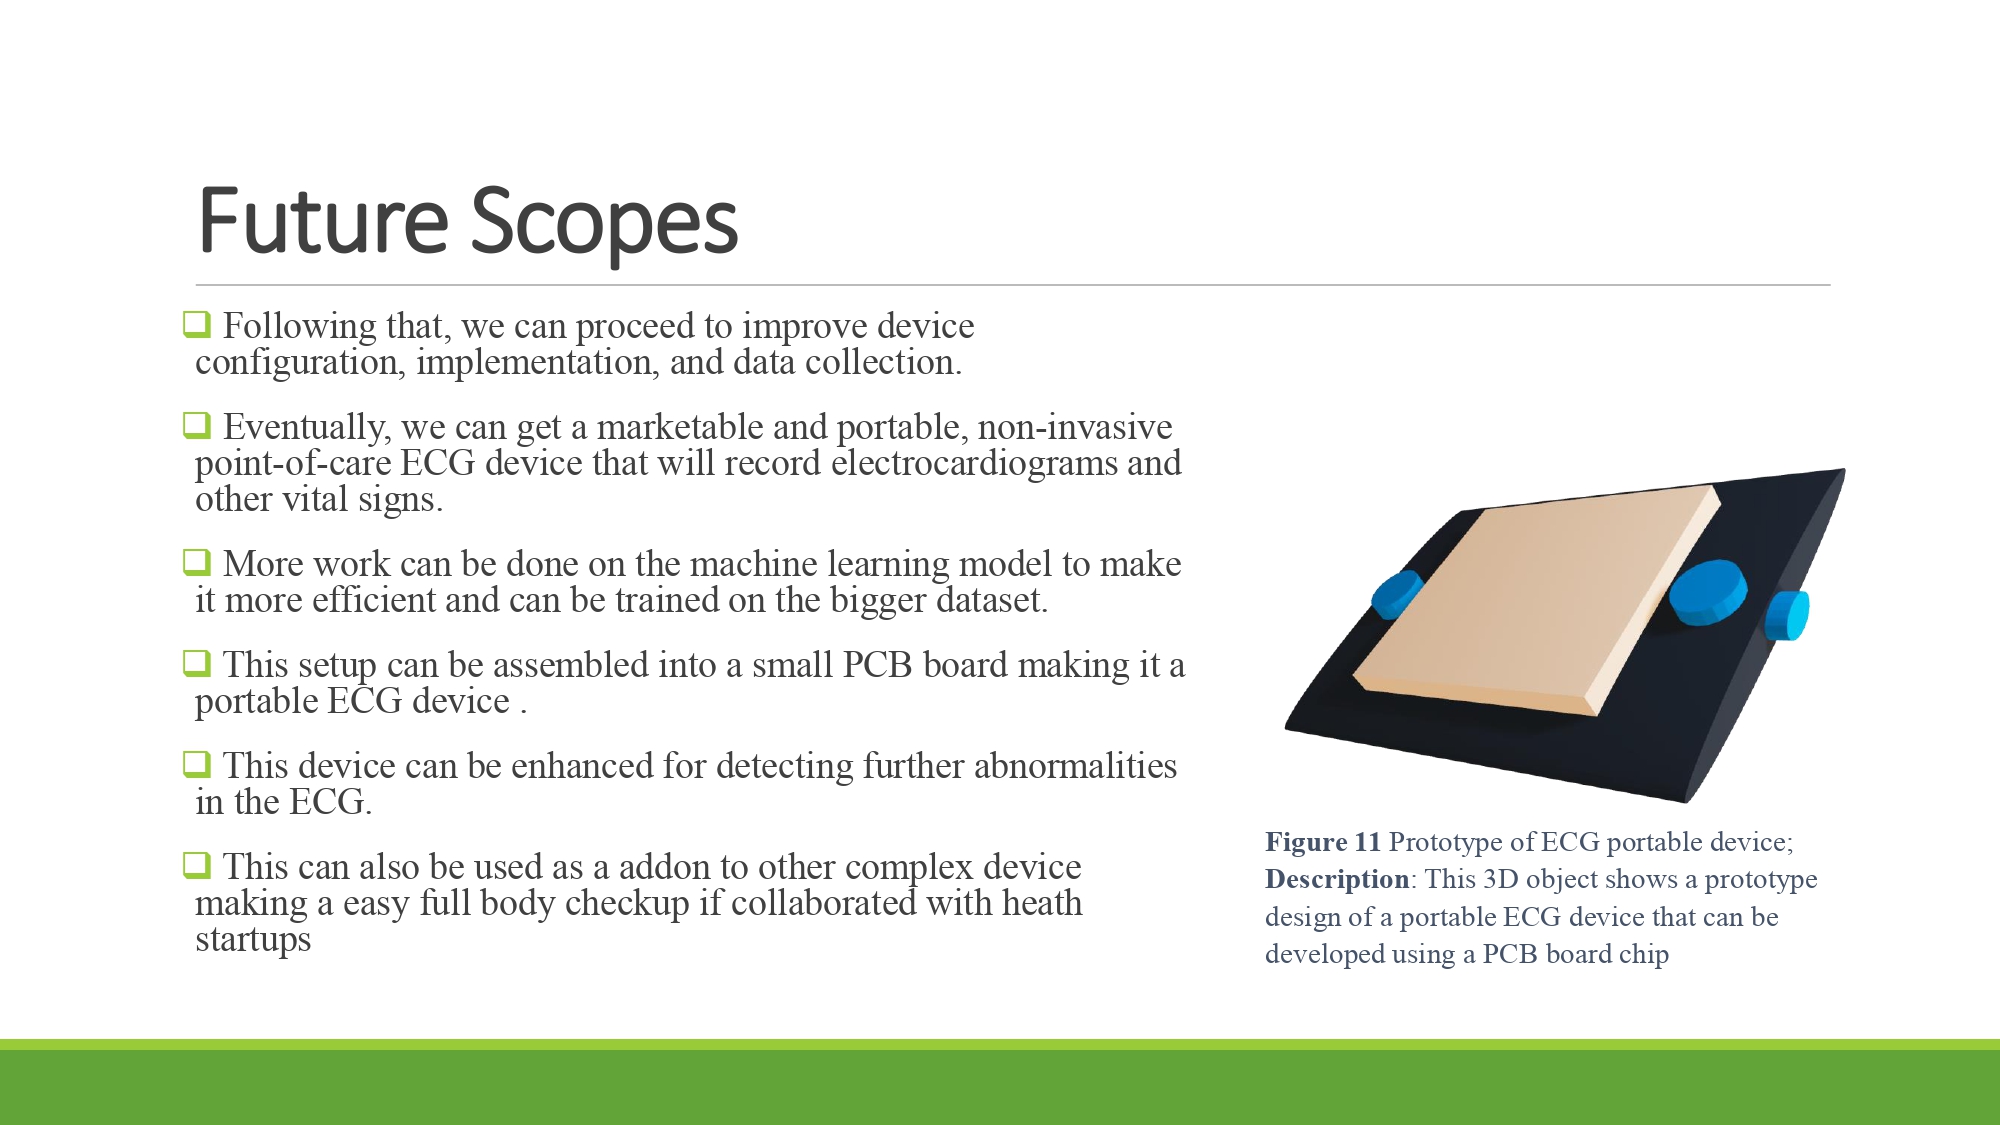 Future Scopes
Following that, we can proceed to improve device
configuration, implementation, and data collection.
Eventually, we can get a marketable and portable, non-invasive
point-of-care ECG device that will record electrocardiograms and
other vital signs.
More work can be done on the machine learning model to make
it more efficient and can be trained on the bigger dataset.
This setup can be assembled into a small PCB board making it a
portable ECG device .
This device can be enhanced for detecting further abnormalities
in the ECG.
This can also be used as a addon to other complex device
making a easy full body checkup if collaborated with heath
startups
Figure 11 Prototype of ECG portable device;
Description: This 3D object shows a prototype
design of a portable ECG device that can be
developed using a PCB board chip